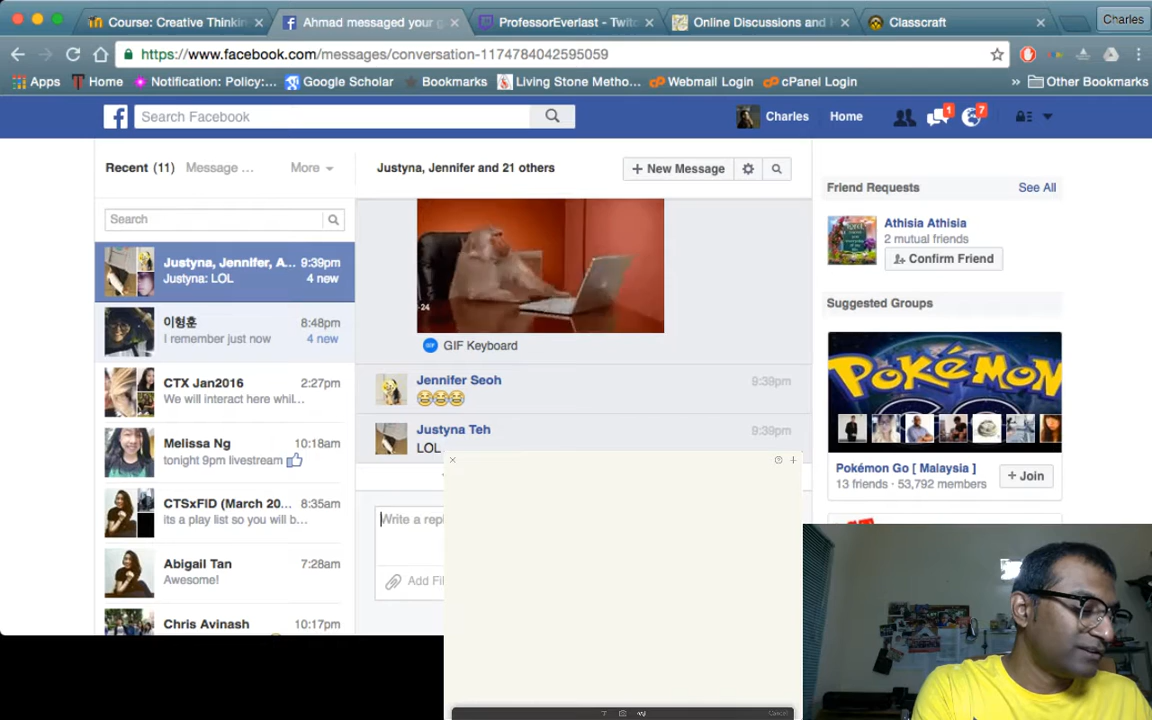 Course: Creative Thinkin
Ahmad messaged your g
ProfessorEverlast - Twitc
Online Discussions and H
Classcraft
Charles
https://www.facebook.com/messages/conversation-1174784042595059
Apps
Home
Notification: Policy:...
Google Scholar
Bookmarks
Living Stone Metho...
Webmail Login
cPanel Login
»
Other Bookmarks
Search Facebook
Charles
Home
1
7
Recent (11)
Message ...
More
Justyna, Jennifer and 21 others
+ New Message
Search
Justyna, Jennifer, A... 9:39pm
Justyna: LOL 4 new
이형훈 8:48pm
I remember just now 4 new
CTX Jan2016 2:27pm
We will interact here whil...
Melissa Ng 10:18am
tonight 9pm livestream
CTSxFID (March 20... 8:35am
its a play list so you will b...
Abigail Tan 7:28am
Awesome!
Chris Avinash 10:17pm
-24
GIF
GIF Keyboard
Jennifer Seoh 9:39pm
😂😂😂
Justyna Teh 9:39pm
LOL
Write a repl
Add Fil
Cancel
Friend Requests See All
Athisia Athisia
2 mutual friends
Confirm Friend
Suggested Groups
POKéMON
GO
Pokémon Go [ Malaysia ]
13 friends · 53,792 members
+ Join